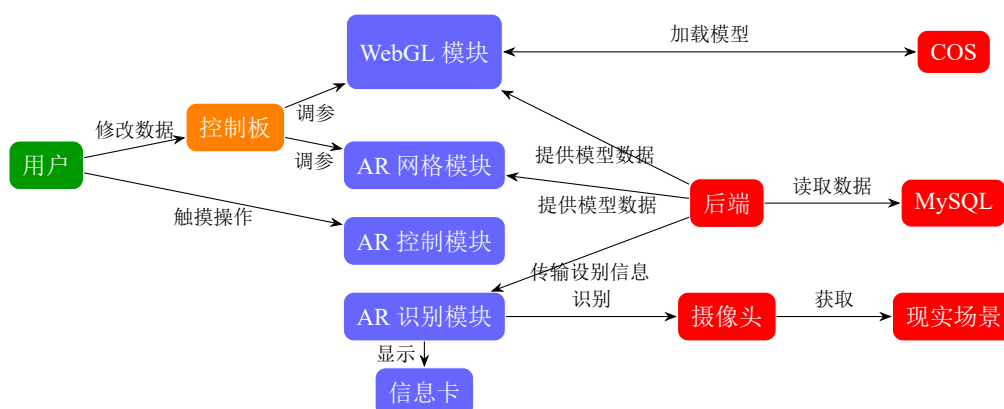 WebGL 模块
加载模型
COS
调参
控制板
修改数据
用户
调参
AR 网格模块
提供模型数据
提供模型数据
后端
读取数据
MySQL
触摸操作
AR 控制模块
传输设别信息
AR 识别模块
识别
摄像头
获取
现实场景
显示
信息卡